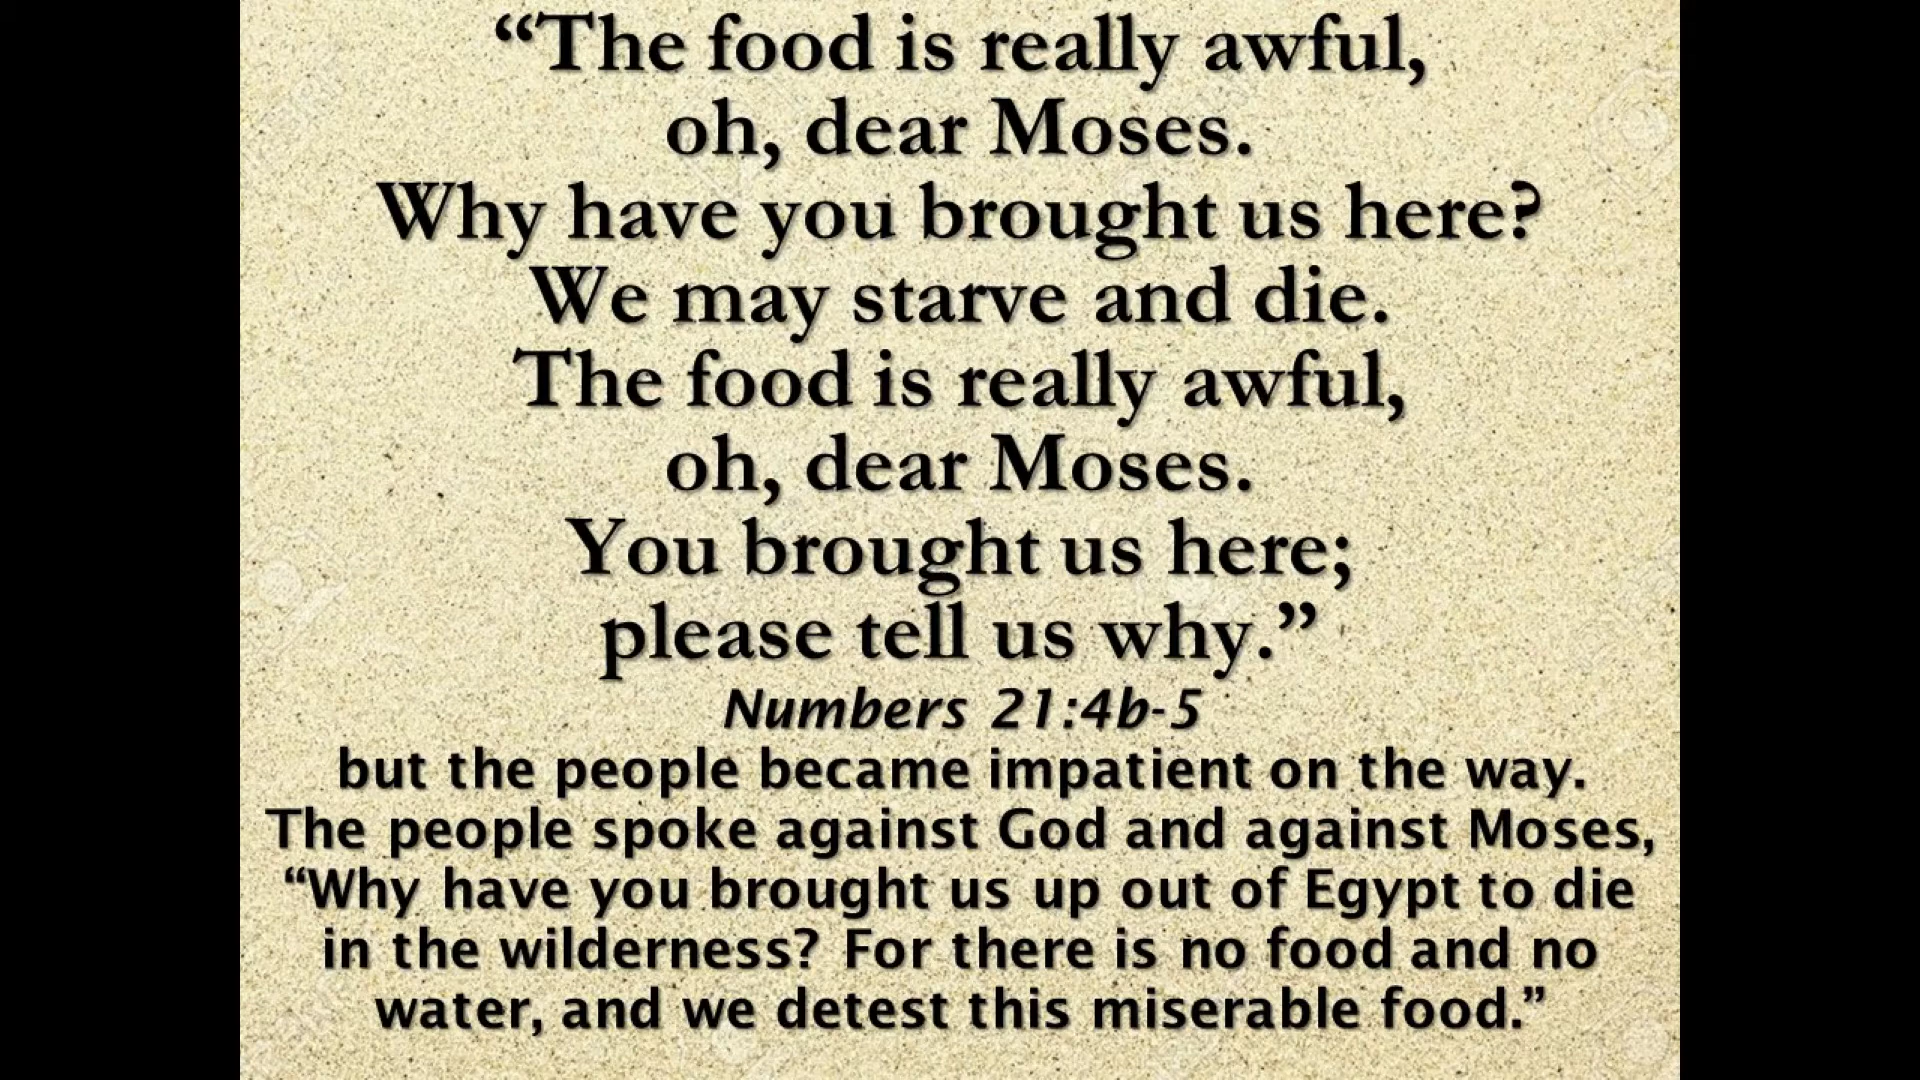 “The food is really awful,
oh, dear Moses.
Why have you brought us here?
We may starve and die.
The food is really awful,
oh, dear Moses.
You brought us here;
please tell us why.”
Numbers 21:4b-5
but the people became impatient on the way.
The people spoke against God and against Moses,
“Why have you brought us up out of Egypt to die
in the wilderness? For there is no food and no
water, and we detest this miserable food.”